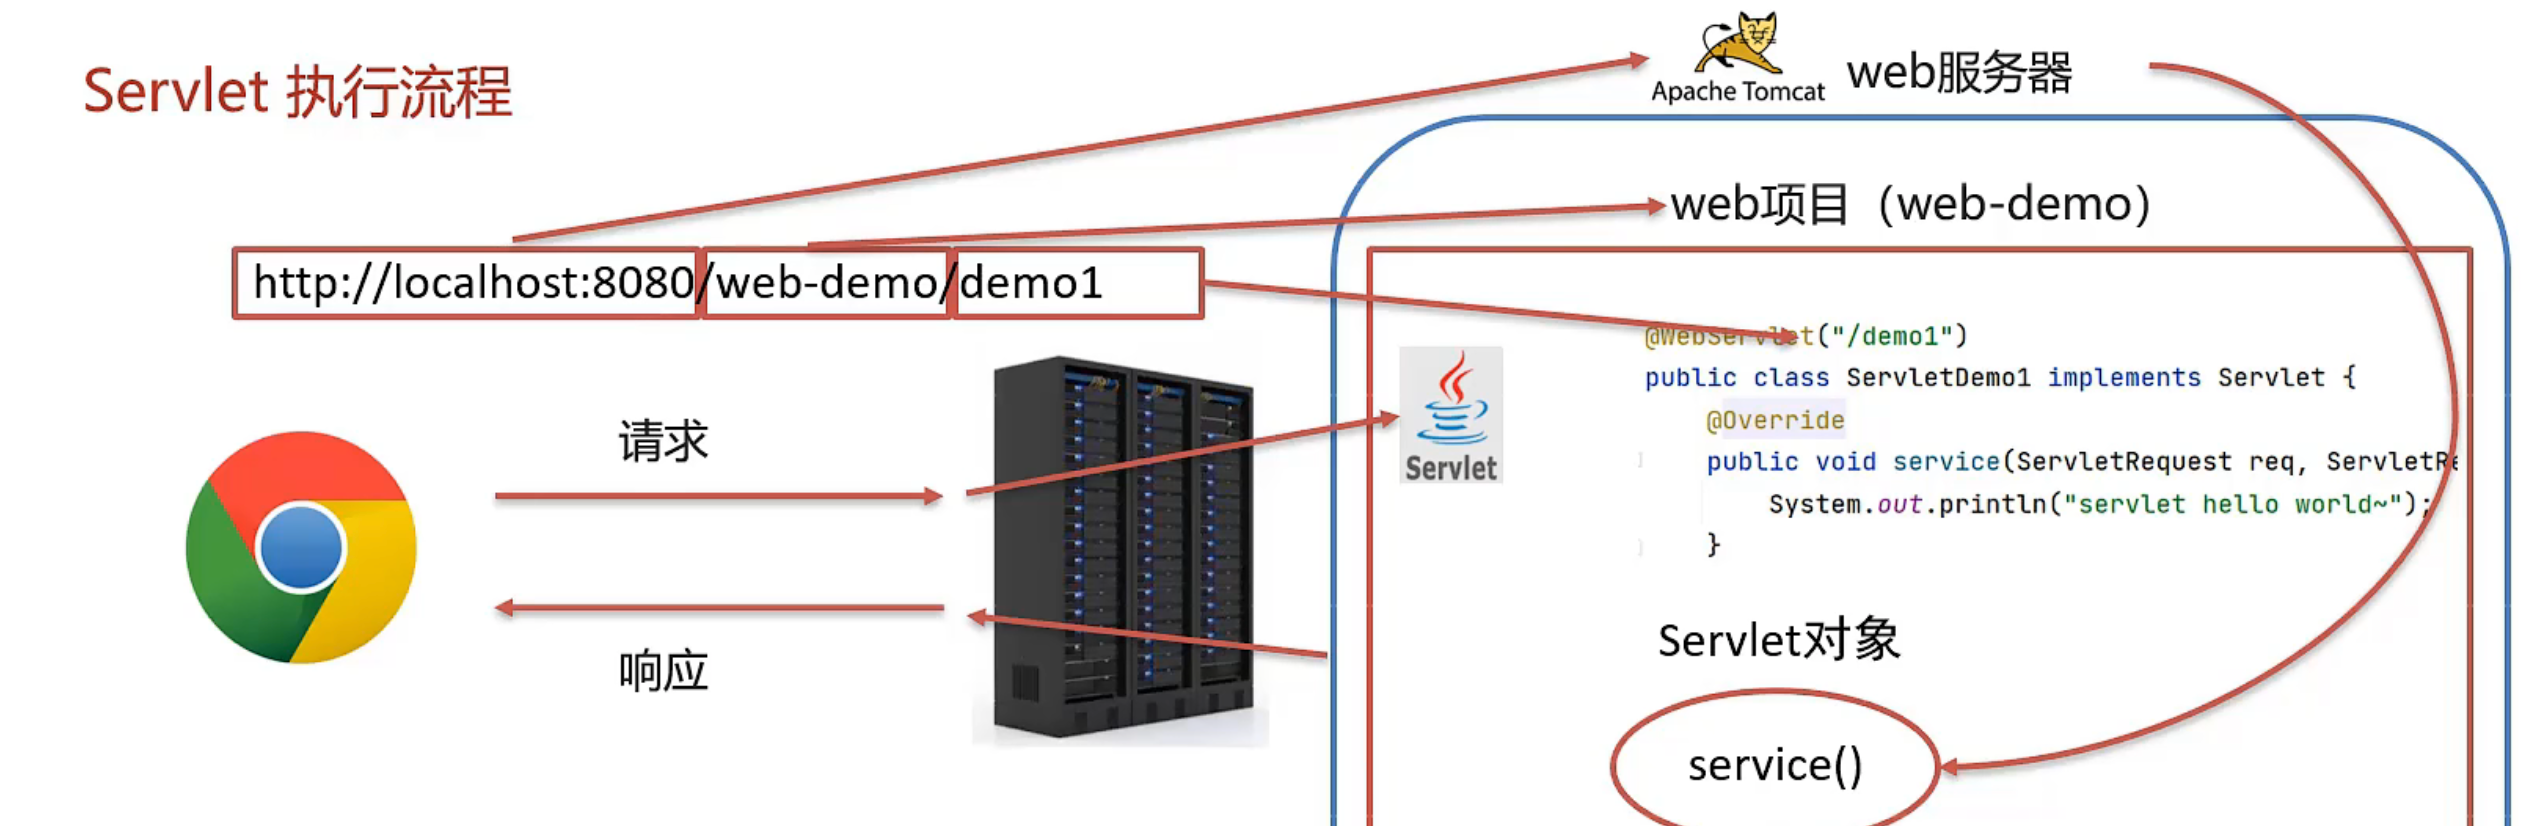 Servlet 执行流程
Apache Tomcat
web服务器
web项目（web-demo）
http://localhost:8080/web-demo/demo1
@WebServlet("/demo1")
public class ServletDemo1 implements Servlet {
@Override
public void service(ServletRequest req, ServletRe
System.out.println("servlet hello world~");
}
请求
Servlet
响应
Servlet对象
service()